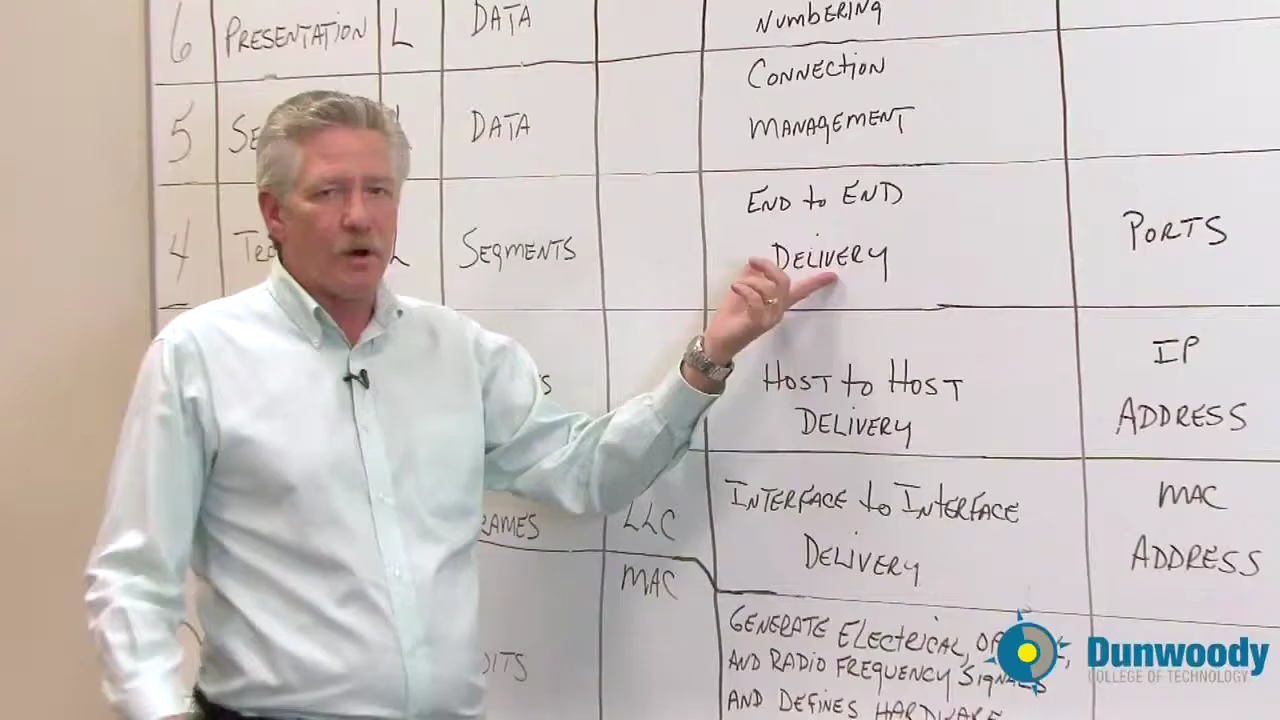 6 PRESENTATION L DATA NUMBERING
5 DATA CONNECTION
MANAGEMENT
4 SEGMENTS END to END PORTS
DELIVERY
HOST to HOST IP
DELIVERY ADDRESS
LLC INTERFACE to INTERFACE MAC
DELIVERY ADDRESS
MAC
GENERATE ELECTRICAL,
AND RADIO FREQUENCY
AND DEFINES HARDWARE
Dunwoody
COLLEGE OF TECHNOLOGY